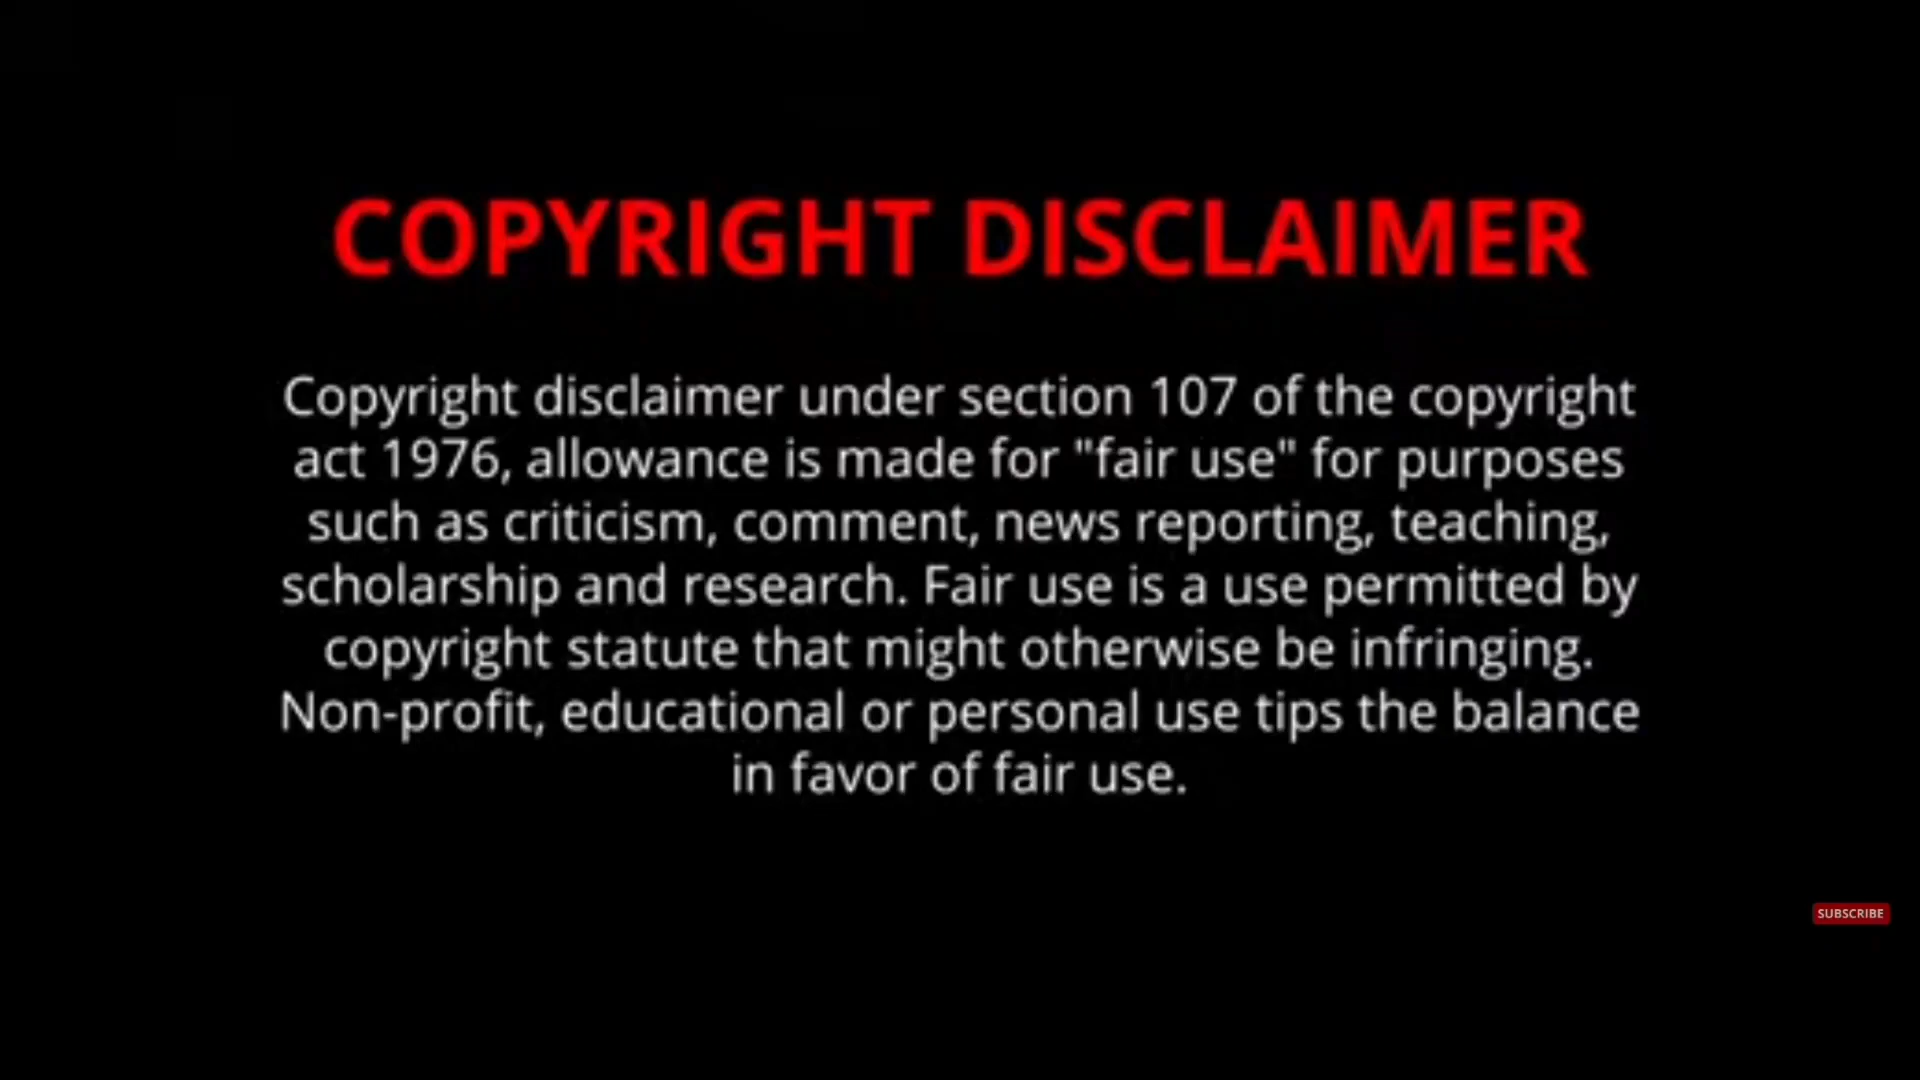 COPYRIGHT DISCLAIMER
Copyright disclaimer under section 107 of the copyright
act 1976, allowance is made for "fair use" for purposes
such as criticism, comment, news reporting, teaching,
scholarship and research. Fair use is a use permitted by
copyright statute that might otherwise be infringing.
Non-profit, educational or personal use tips the balance
in favor of fair use.
SUBSCRIBE